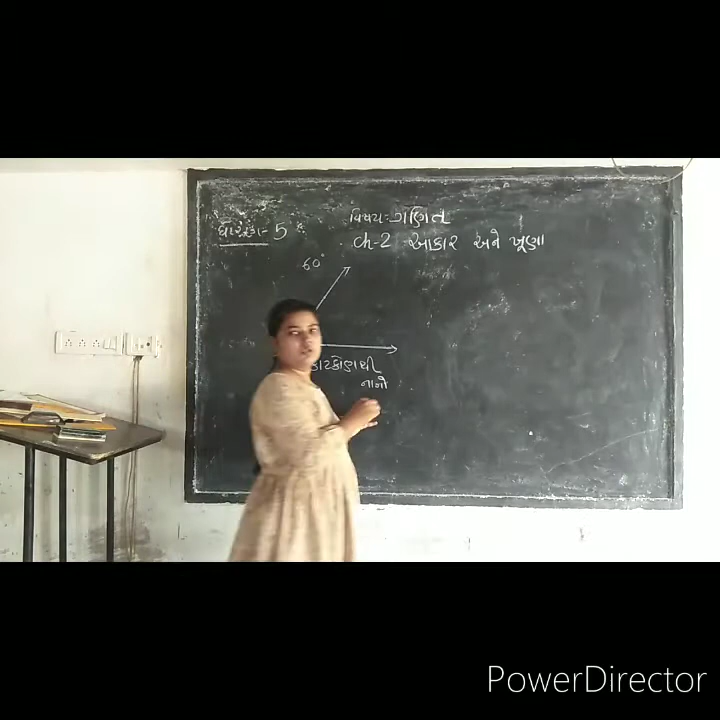 વિષય:- ગણિત
ધોરણ:- 5
ch-2 આકાર અને ખૂણા
60°
કાટકોણથી
નાનો
PowerDirector